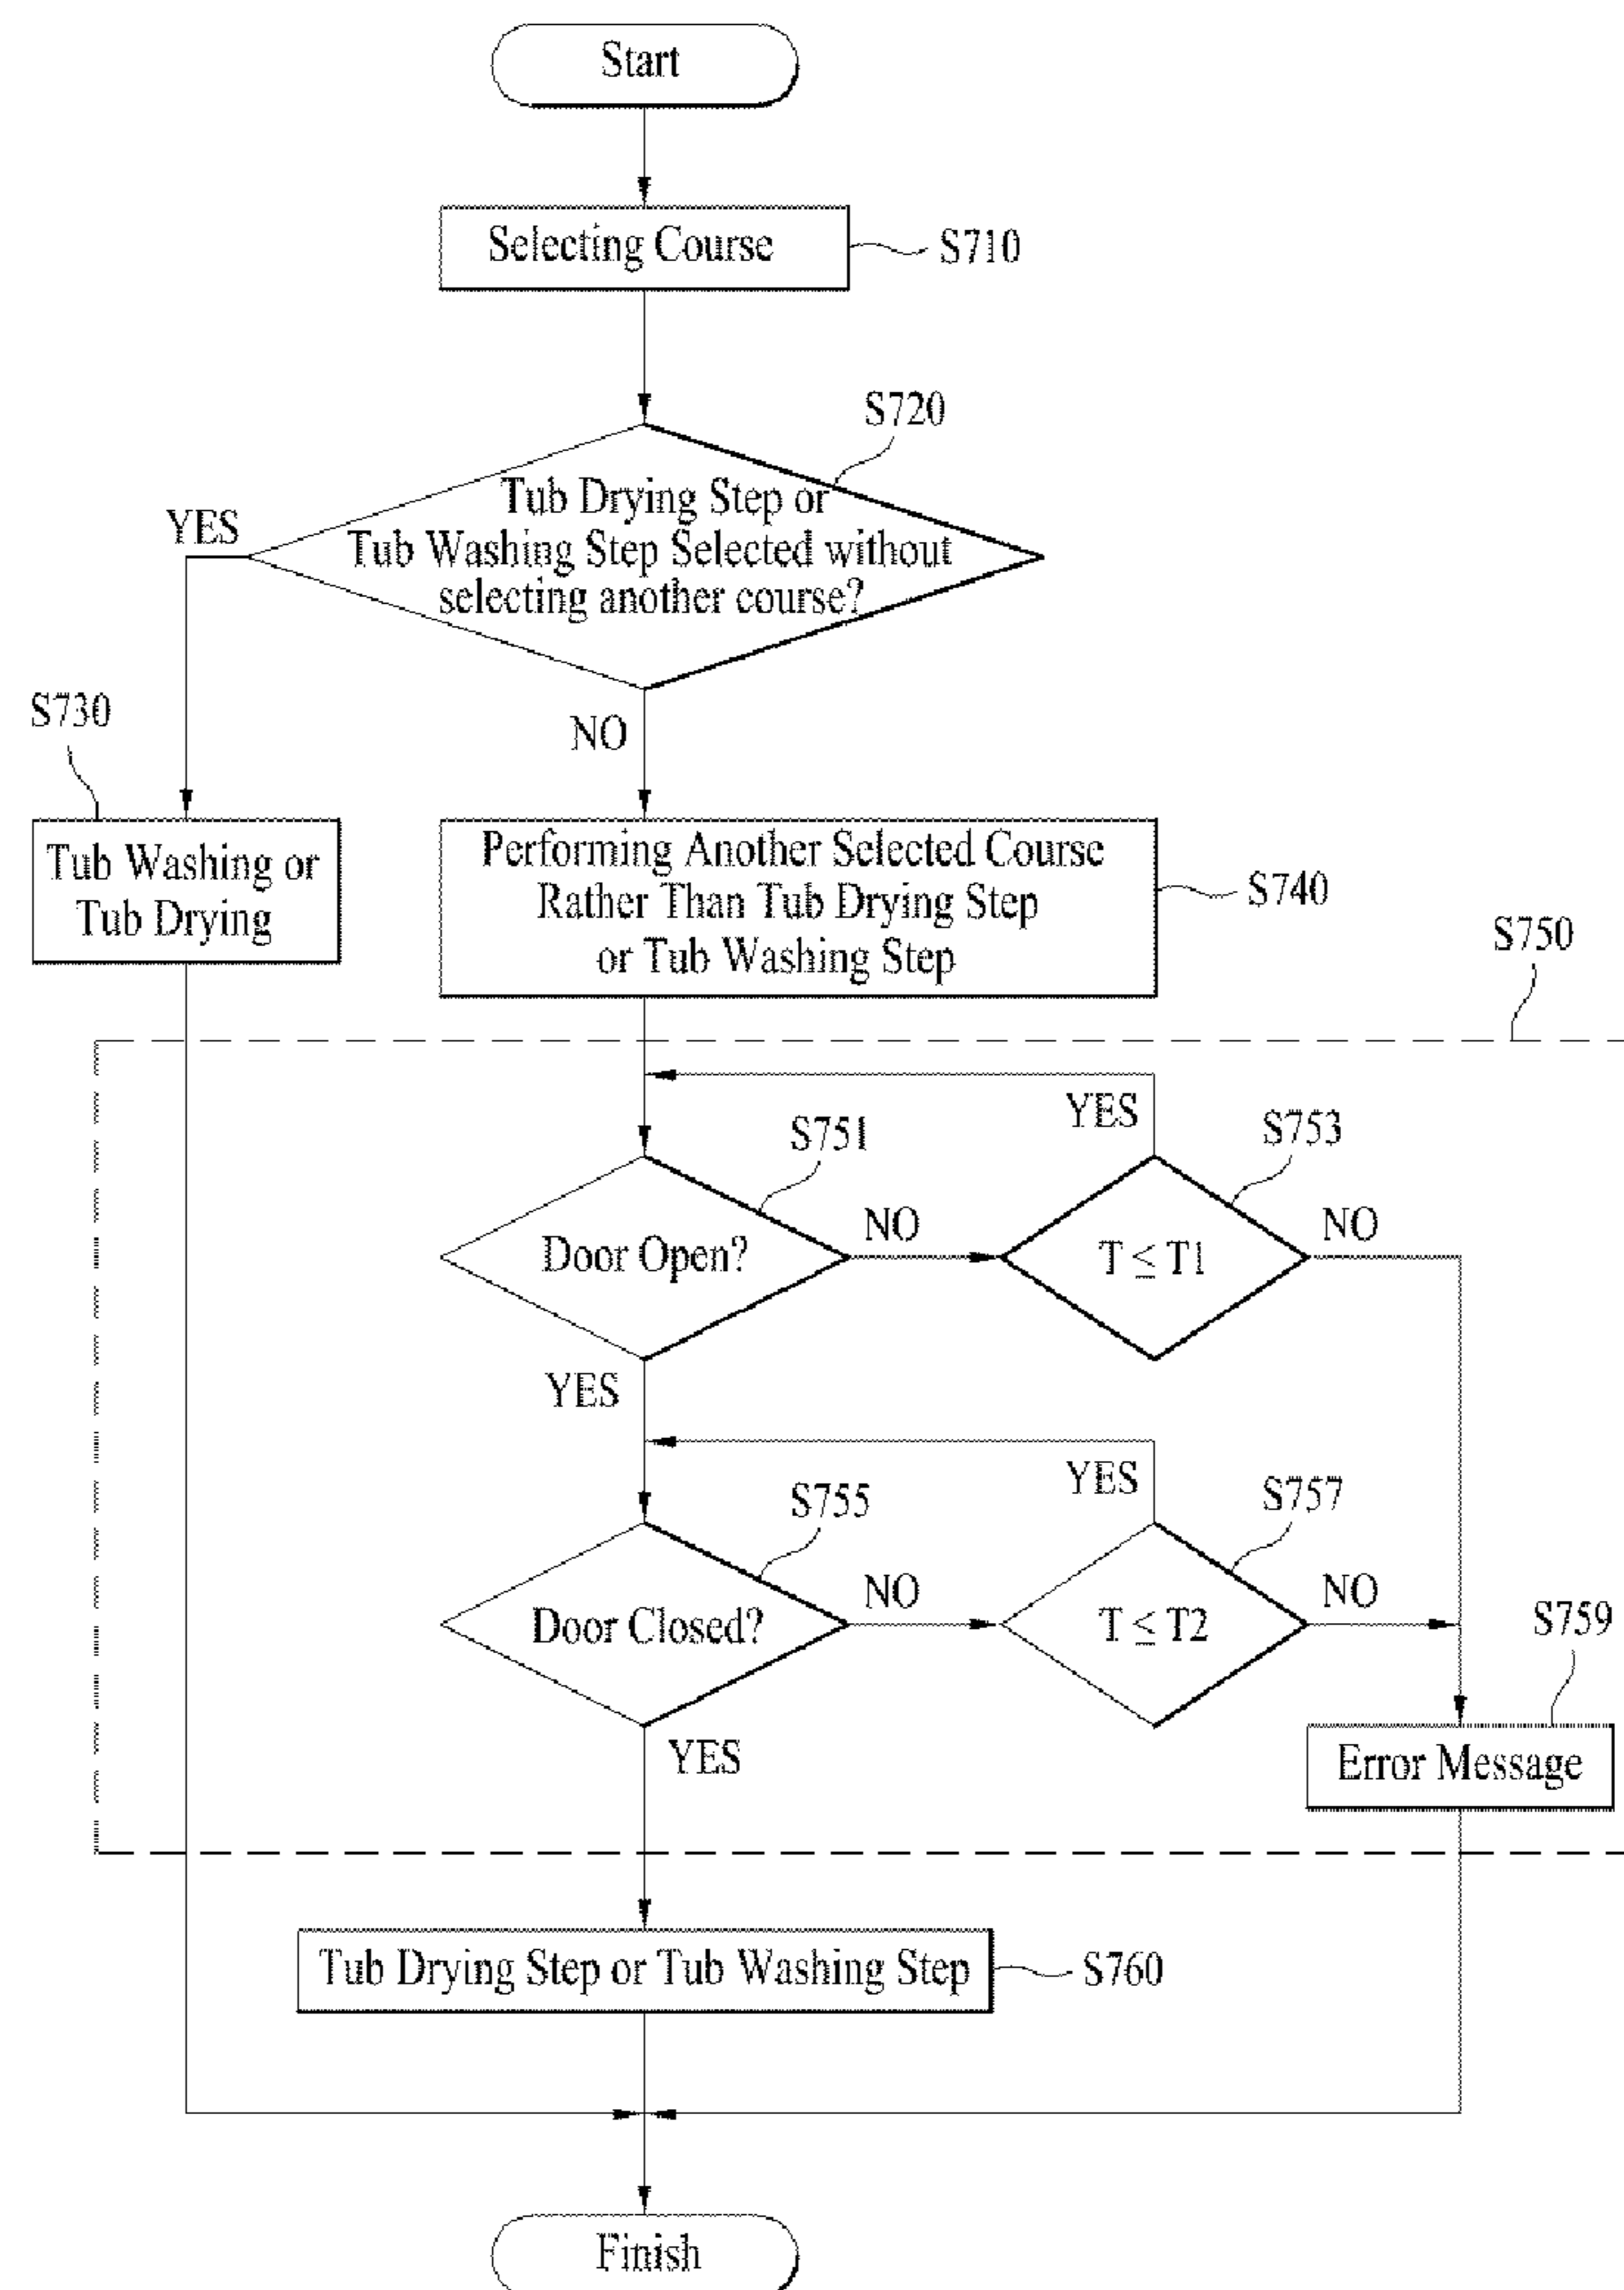 Start
Selecting Course
S710
S720
Tub Drying Step or
Tub Washing Step Selected without
selecting another course?
YES
NO
S730
Tub Washing or
Tub Drying
Performing Another Selected Course
Rather Than Tub Drying Step
or Tub Washing Step
S740
S750
YES
S751
S753
Door Open?
NO
T ≤ T1
NO
YES
YES
S755
S757
Door Closed?
NO
T ≤ T2
NO
S759
YES
Error Message
Tub Drying Step or Tub Washing Step
S760
Finish